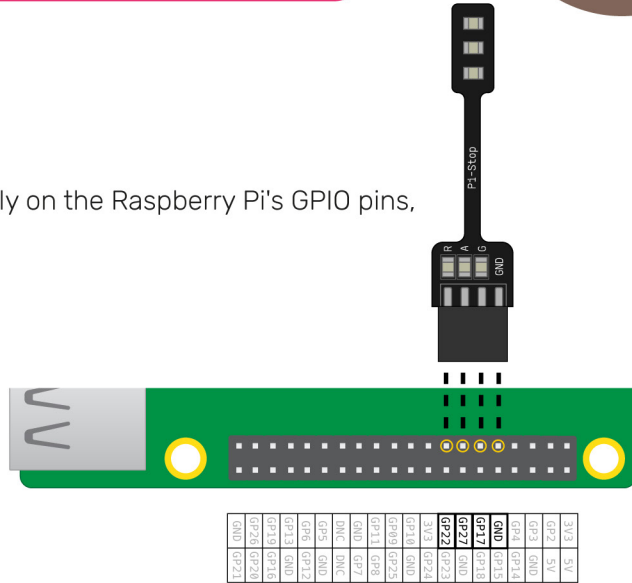 Pi-Stop
ly on the Raspberry Pi's GPIO pins,
R A G GND
GND GP26 GP19 GP13 GP6 GP5 DNC GND GP11 GP09 GP10 3V3 GP22 GP27 GP17 GND GP4 GP3 GP2 3V3
GP21 GP20 GP16 GND GP12 GND DNC GP7 GP8 GP25 GND GP24 GP23 GND GP18 GP15 GP14 GND 5V 5V